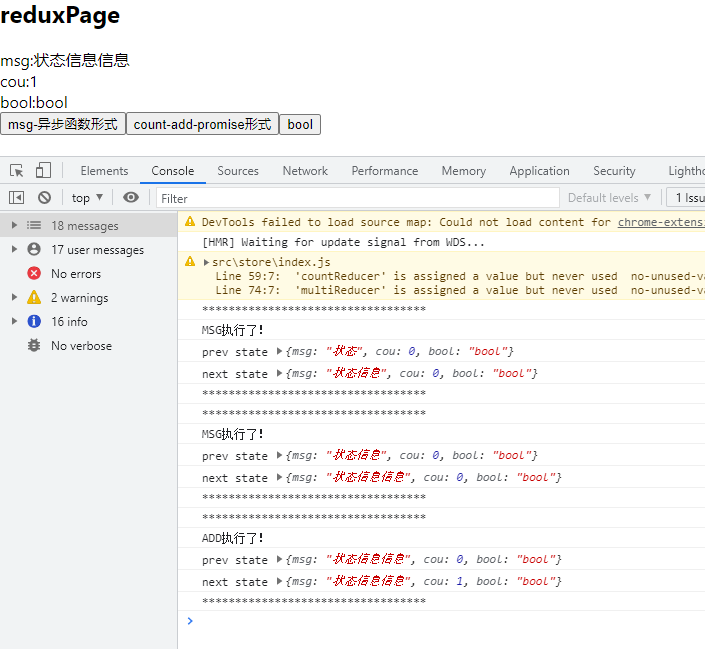 reduxPage
msg:状态信息信息
cou:1
bool:bool
msg-异步函数形式 count-add-promise形式 bool
Elements Console Sources Network Performance Memory Application Security Lighth
top Filter Default levels 1 Issu
18 messages
17 user messages
No errors
2 warnings
16 info
No verbose
DevTools failed to load source map: Could not load content for chrome-extens
[HMR] Waiting for update signal from WDS...
src\store\index.js
Line 59:7: 'countReducer' is assigned a value but never used no-unused-va
Line 74:7: 'multiReducer' is assigned a value but never used no-unused-va
**********************************
MSG执行了!
prev state {msg: "状态", cou: 0, bool: "bool"}
next state {msg: "状态信息", cou: 0, bool: "bool"}
**********************************
**********************************
MSG执行了!
prev state {msg: "状态信息", cou: 0, bool: "bool"}
next state {msg: "状态信息信息", cou: 0, bool: "bool"}
**********************************
**********************************
ADD执行了!
prev state {msg: "状态信息信息", cou: 0, bool: "bool"}
next state {msg: "状态信息信息", cou: 1, bool: "bool"}
**********************************